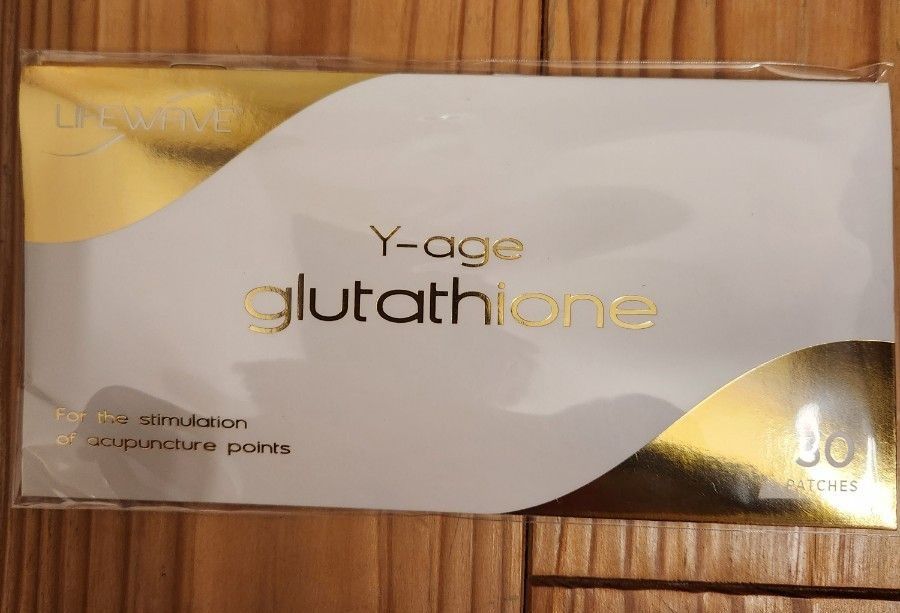 LIFEWAVE®
Y-age
glutathione
For the stimulation
of acupuncture points
30
PATCHES